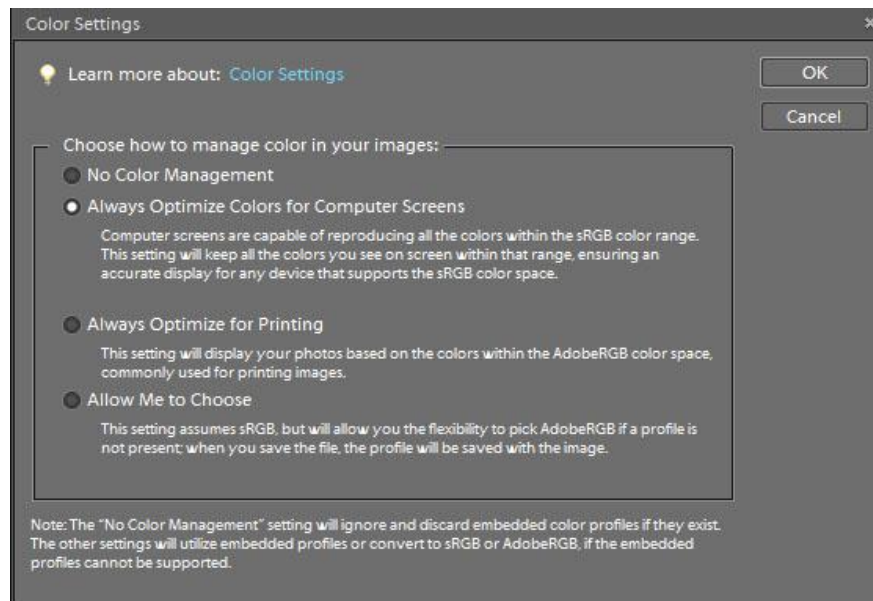 Color Settings
Learn more about: Color Settings
OK
Cancel
Choose how to manage color in your images:
No Color Management
Always Optimize Colors for Computer Screens
Computer screens are capable of reproducing all the colors within the sRGB color range.
This setting will keep all the colors you see on screen within that range, ensuring an
accurate display for any device that supports the sRGB color space.
Always Optimize for Printing
This setting will display your photos based on the colors within the AdobeRGB color space,
commonly used for printing images.
Allow Me to Choose
This setting assumes sRGB, but will allow you the flexibility to pick AdobeRGB if a profile is
not present; when you save the file, the profile will be saved with the image.
Note: The "No Color Management" setting will ignore and discard embedded color profiles if they exist.
The other settings will utilize embedded profiles or convert to sRGB or AdobeRGB, if the embedded
profiles cannot be supported.